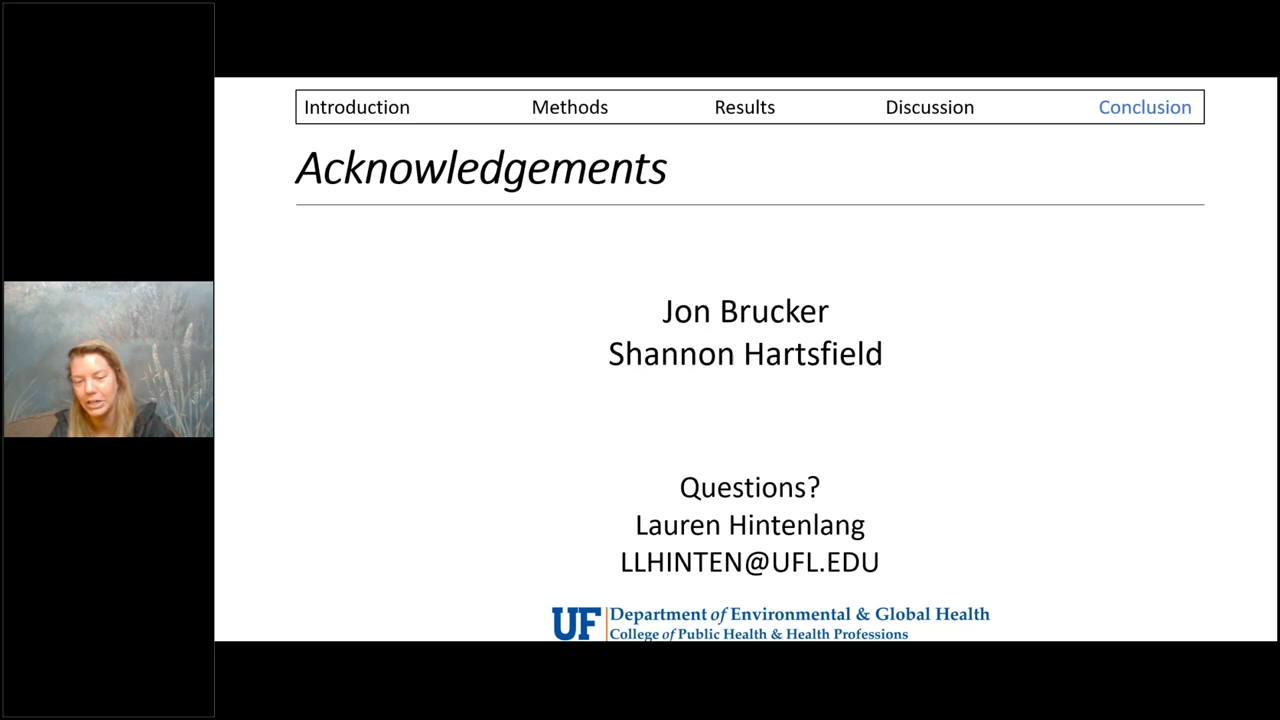 Introduction Methods Results Discussion Conclusion
Acknowledgements
Jon Brucker
Shannon Hartsfield
Questions?
Lauren Hintenlang
LLHINTEN@UFL.EDU
UF Department of Environmental & Global Health
College of Public Health & Health Professions